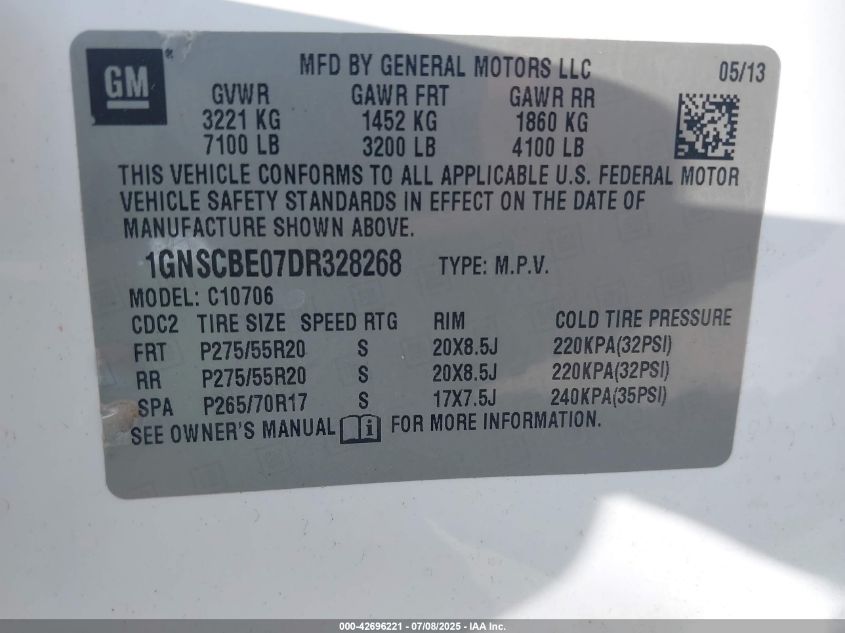 GM
MFD BY GENERAL MOTORS LLC 05/13
GVWR GAWR FRT GAWR RR
3221 KG 1452 KG 1860 KG
7100 LB 3200 LB 4100 LB
THIS VEHICLE CONFORMS TO ALL APPLICABLE U.S. FEDERAL MOTOR
VEHICLE SAFETY STANDARDS IN EFFECT ON THE DATE OF
MANUFACTURE SHOWN ABOVE.
1GNSCBE07DR328268 TYPE: M.P.V.
MODEL: C10706
CDC2 TIRE SIZE SPEED RTG RIM COLD TIRE PRESSURE
FRT P275/55R20 S 20X8.5J 220KPA(32PSI)
RR P275/55R20 S 20X8.5J 220KPA(32PSI)
SPA P265/70R17 S 17X7.5J 240KPA(35PSI)
SEE OWNER'S MANUAL i FOR MORE INFORMATION.
000-42696221 - 07/08/2025 - IAA Inc.